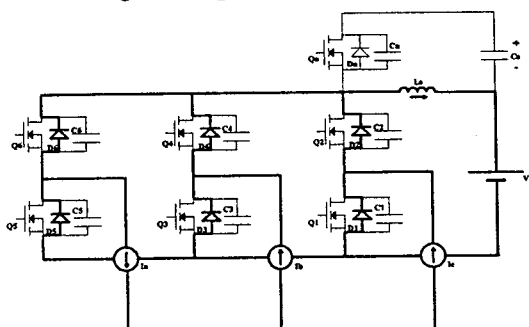 Qa Da Ca + Ca -
Ls
Q6 D6 C6 Q4 D4 C4 Q2 D2 C2
V
Q5 D5 C5 Q3 D3 C3 Q1 D1 C1
Ia Ib Ic